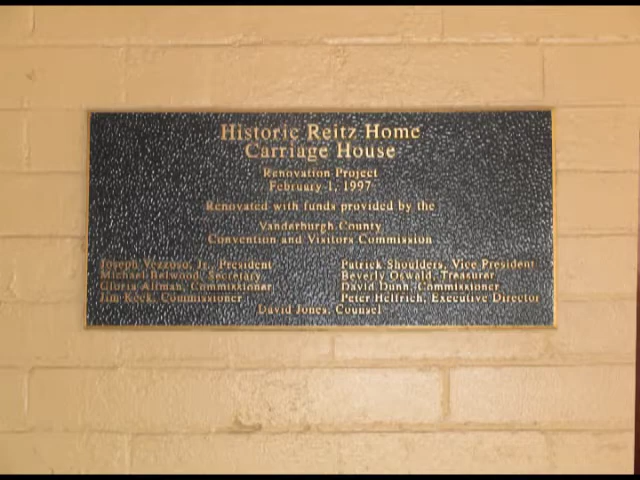 Historic Reitz Home
Carriage House
Renovation Project
February 1, 1997
Renovated with funds provided by the
Vanderburgh County
Convention and Visitors Commission
Joseph Vezzoso, Jr., President
Patrick Shoulders, Vice President
Michael Belwood, Secretary
Beverly Oswald, Treasurer
Gloria Altman, Commissioner
David Dunn, Commissioner
Jim Keck, Commissioner
Peter Helfrich, Executive Director
David Jones, Counsel